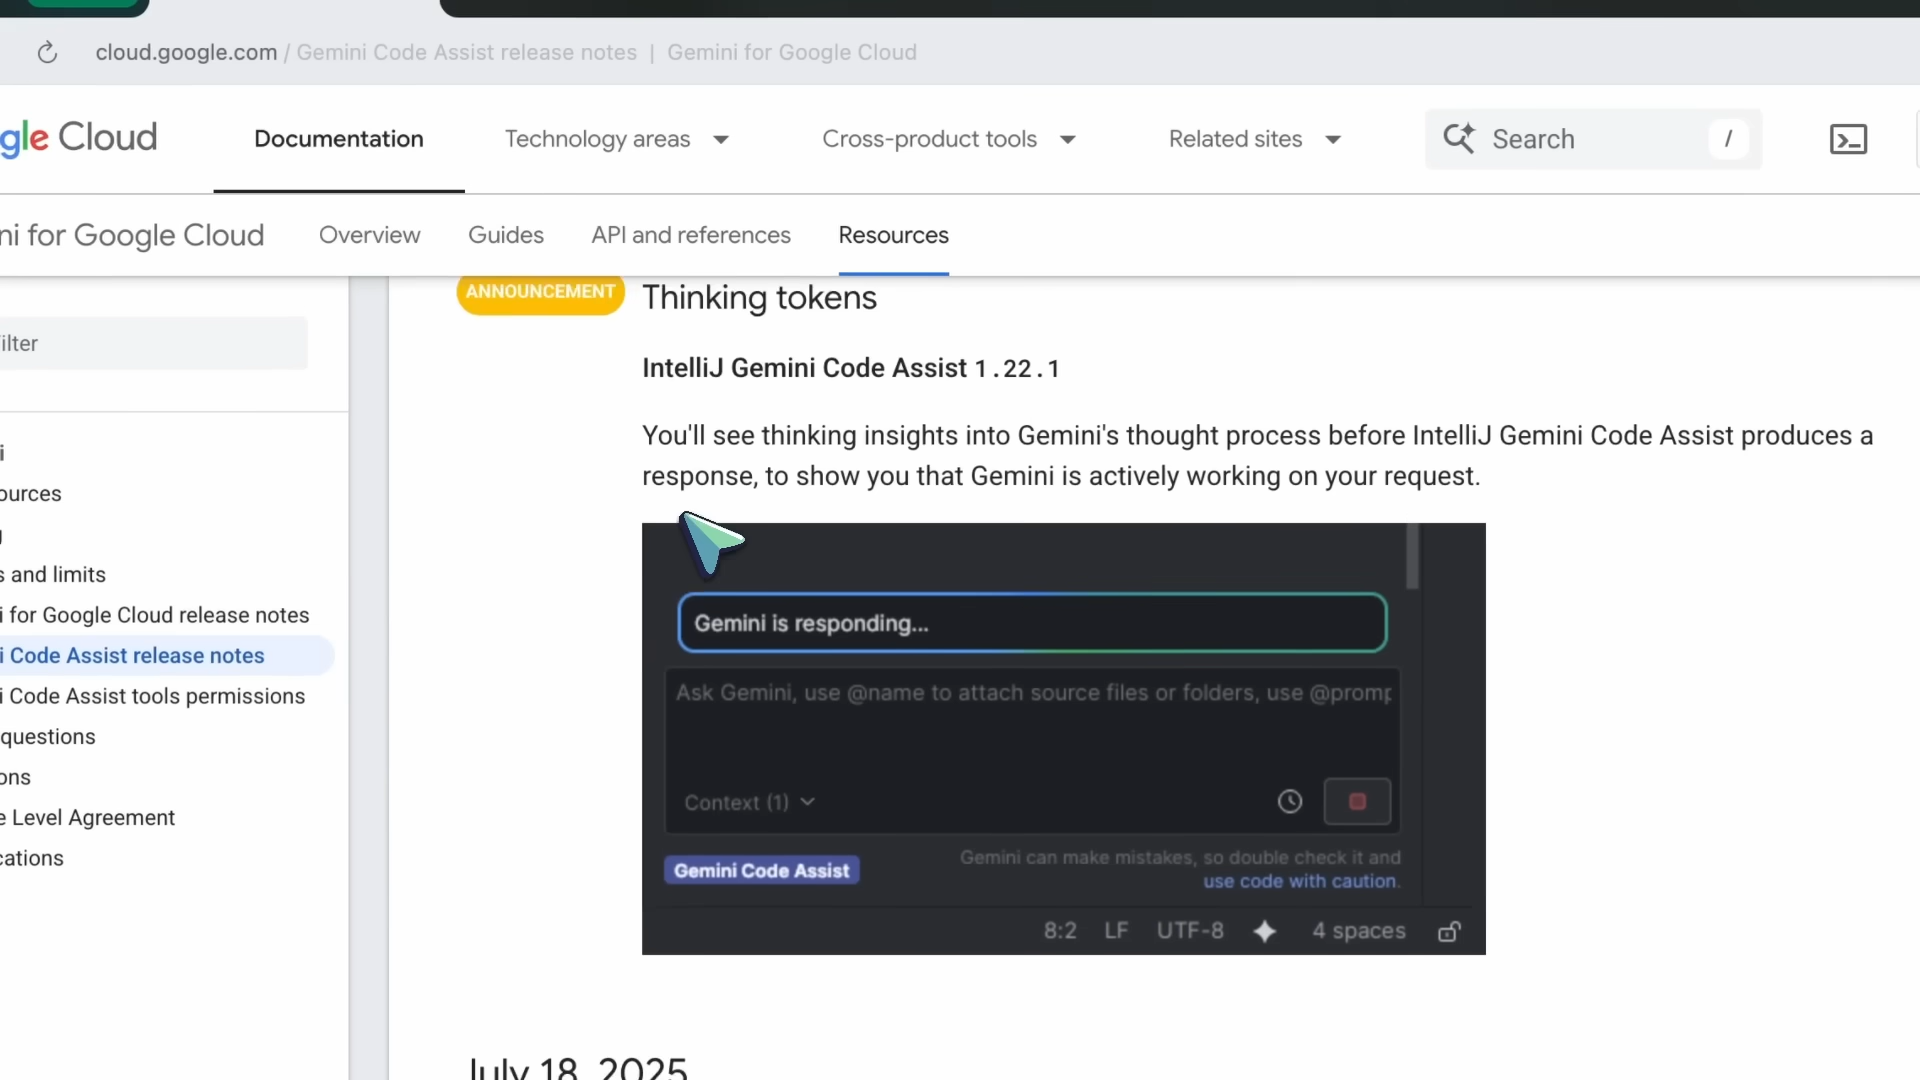 cloud.google.com / Gemini Code Assist release notes | Gemini for Google Cloud
gle Cloud
Documentation
Technology areas
Cross-product tools
Related sites
Search
/
ni for Google Cloud
Overview
Guides
API and references
Resources
ilter
i
ources
g
s and limits
i for Google Cloud release notes
i Code Assist release notes
i Code Assist tools permissions
questions
ons
e Level Agreement
cations
ANNOUNCEMENT
Thinking tokens
IntelliJ Gemini Code Assist 1.22.1
You'll see thinking insights into Gemini's thought process before IntelliJ Gemini Code Assist produces a
response, to show you that Gemini is actively working on your request.
Gemini is responding...
Ask Gemini, use @name to attach source files or folders, use @promp
Context (1)
Gemini Code Assist
Gemini can make mistakes, so double check it and
use code with caution.
8:2 LF UTF-8 4 spaces
July 18, 2025